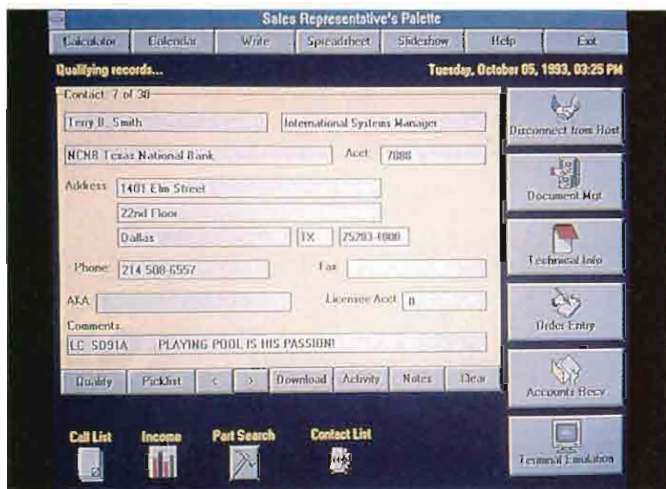 Sales Representative's Palette
Calculator Calendar Write Spreadsheet Slideshow Help Exit
Qualifying records... Tuesday, October 05, 1993, 03:25 PM
Contact: 7 of 30
Terry B. Smith International Systems Manager
NCNB Texas National Bank Acct: 7808
Address: 1401 Elm Street
22nd Floor
Dallas TX
Phone: 214 508-6557 Fax:
AKA: Licensee Acct: 0
Comments:
LC SD91A PLAYING POOL IS HIS PASSION!
Qualify Picklist < > Download Activity Notes Clear
Disconnect from Host
Document Mgt
Technical Info
Order Entry
Accounts Recv
Terminal Emulation
Call List Income Part Search Contact List